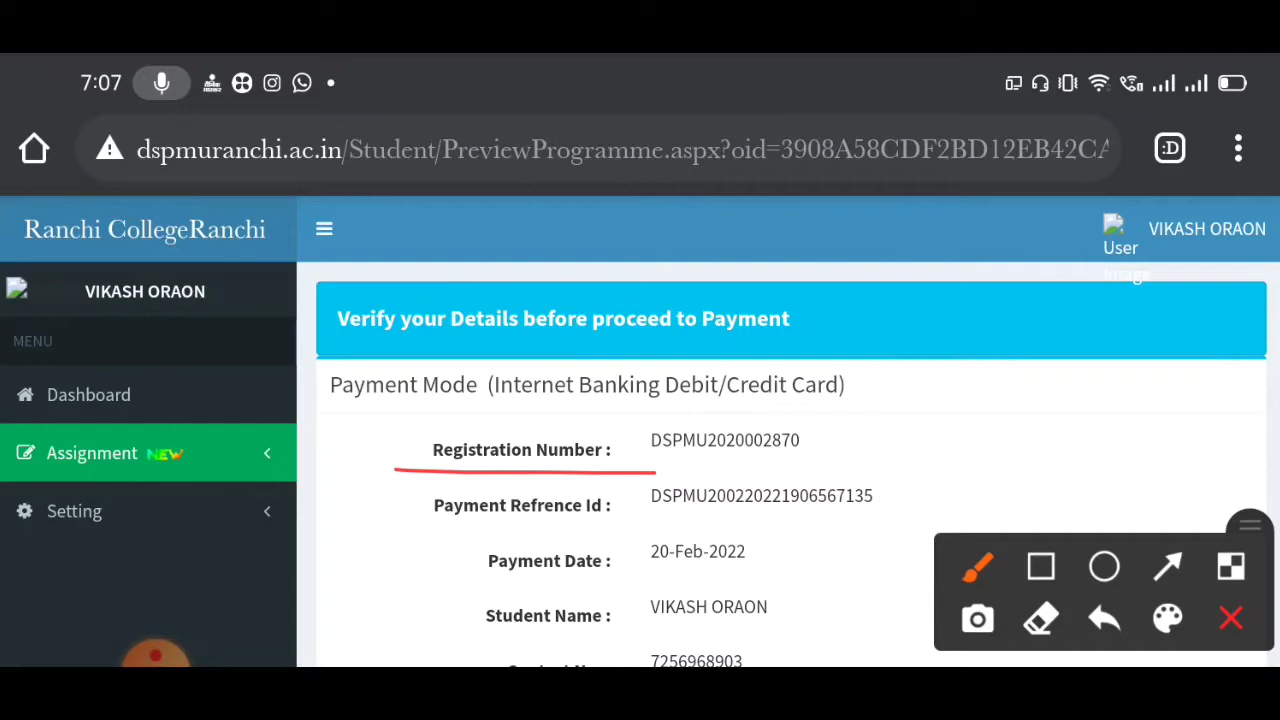 7:07
dspmuranchi.ac.in/Student/PreviewProgramme.aspx?oid=3908A58CDF2BD12EB42CA
:D
Ranchi CollegeRanchi
User Image
VIKASH ORAON
VIKASH ORAON
MENU
Dashboard
Assignment NEW
Setting
Verify your Details before proceed to Payment
Payment Mode (Internet Banking Debit/Credit Card)
Registration Number : DSPMU2020002870
Payment Refrence Id : DSPMU200220221906567135
Payment Date : 20-Feb-2022
Student Name : VIKASH ORAON
7256968903